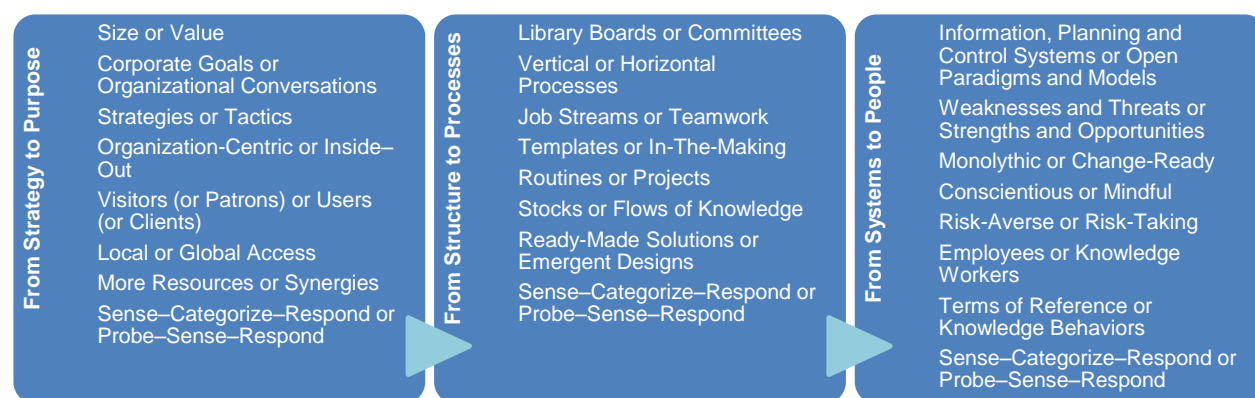 From Strategy to Purpose
Size or Value
Corporate Goals or
Organizational Conversations
Strategies or Tactics
Organization-Centric or Inside–
Out
Visitors (or Patrons) or Users
(or Clients)
Local or Global Access
More Resources or Synergies
Sense–Categorize–Respond or
Probe–Sense–Respond
From Structure to Processes
Library Boards or Committees
Vertical or Horizontal
Processes
Job Streams or Teamwork
Templates or In-The-Making
Routines or Projects
Stocks or Flows of Knowledge
Ready-Made Solutions or
Emergent Designs
Sense–Categorize–Respond or
Probe–Sense–Respond
From Systems to People
Information, Planning and
Control Systems or Open
Paradigms and Models
Weaknesses and Threats or
Strengths and Opportunities
Monolythic or Change-Ready
Conscientious or Mindful
Risk-Averse or Risk-Taking
Employees or Knowledge
Workers
Terms of Reference or
Knowledge Behaviors
Sense–Categorize–Respond or
Probe–Sense–Respond